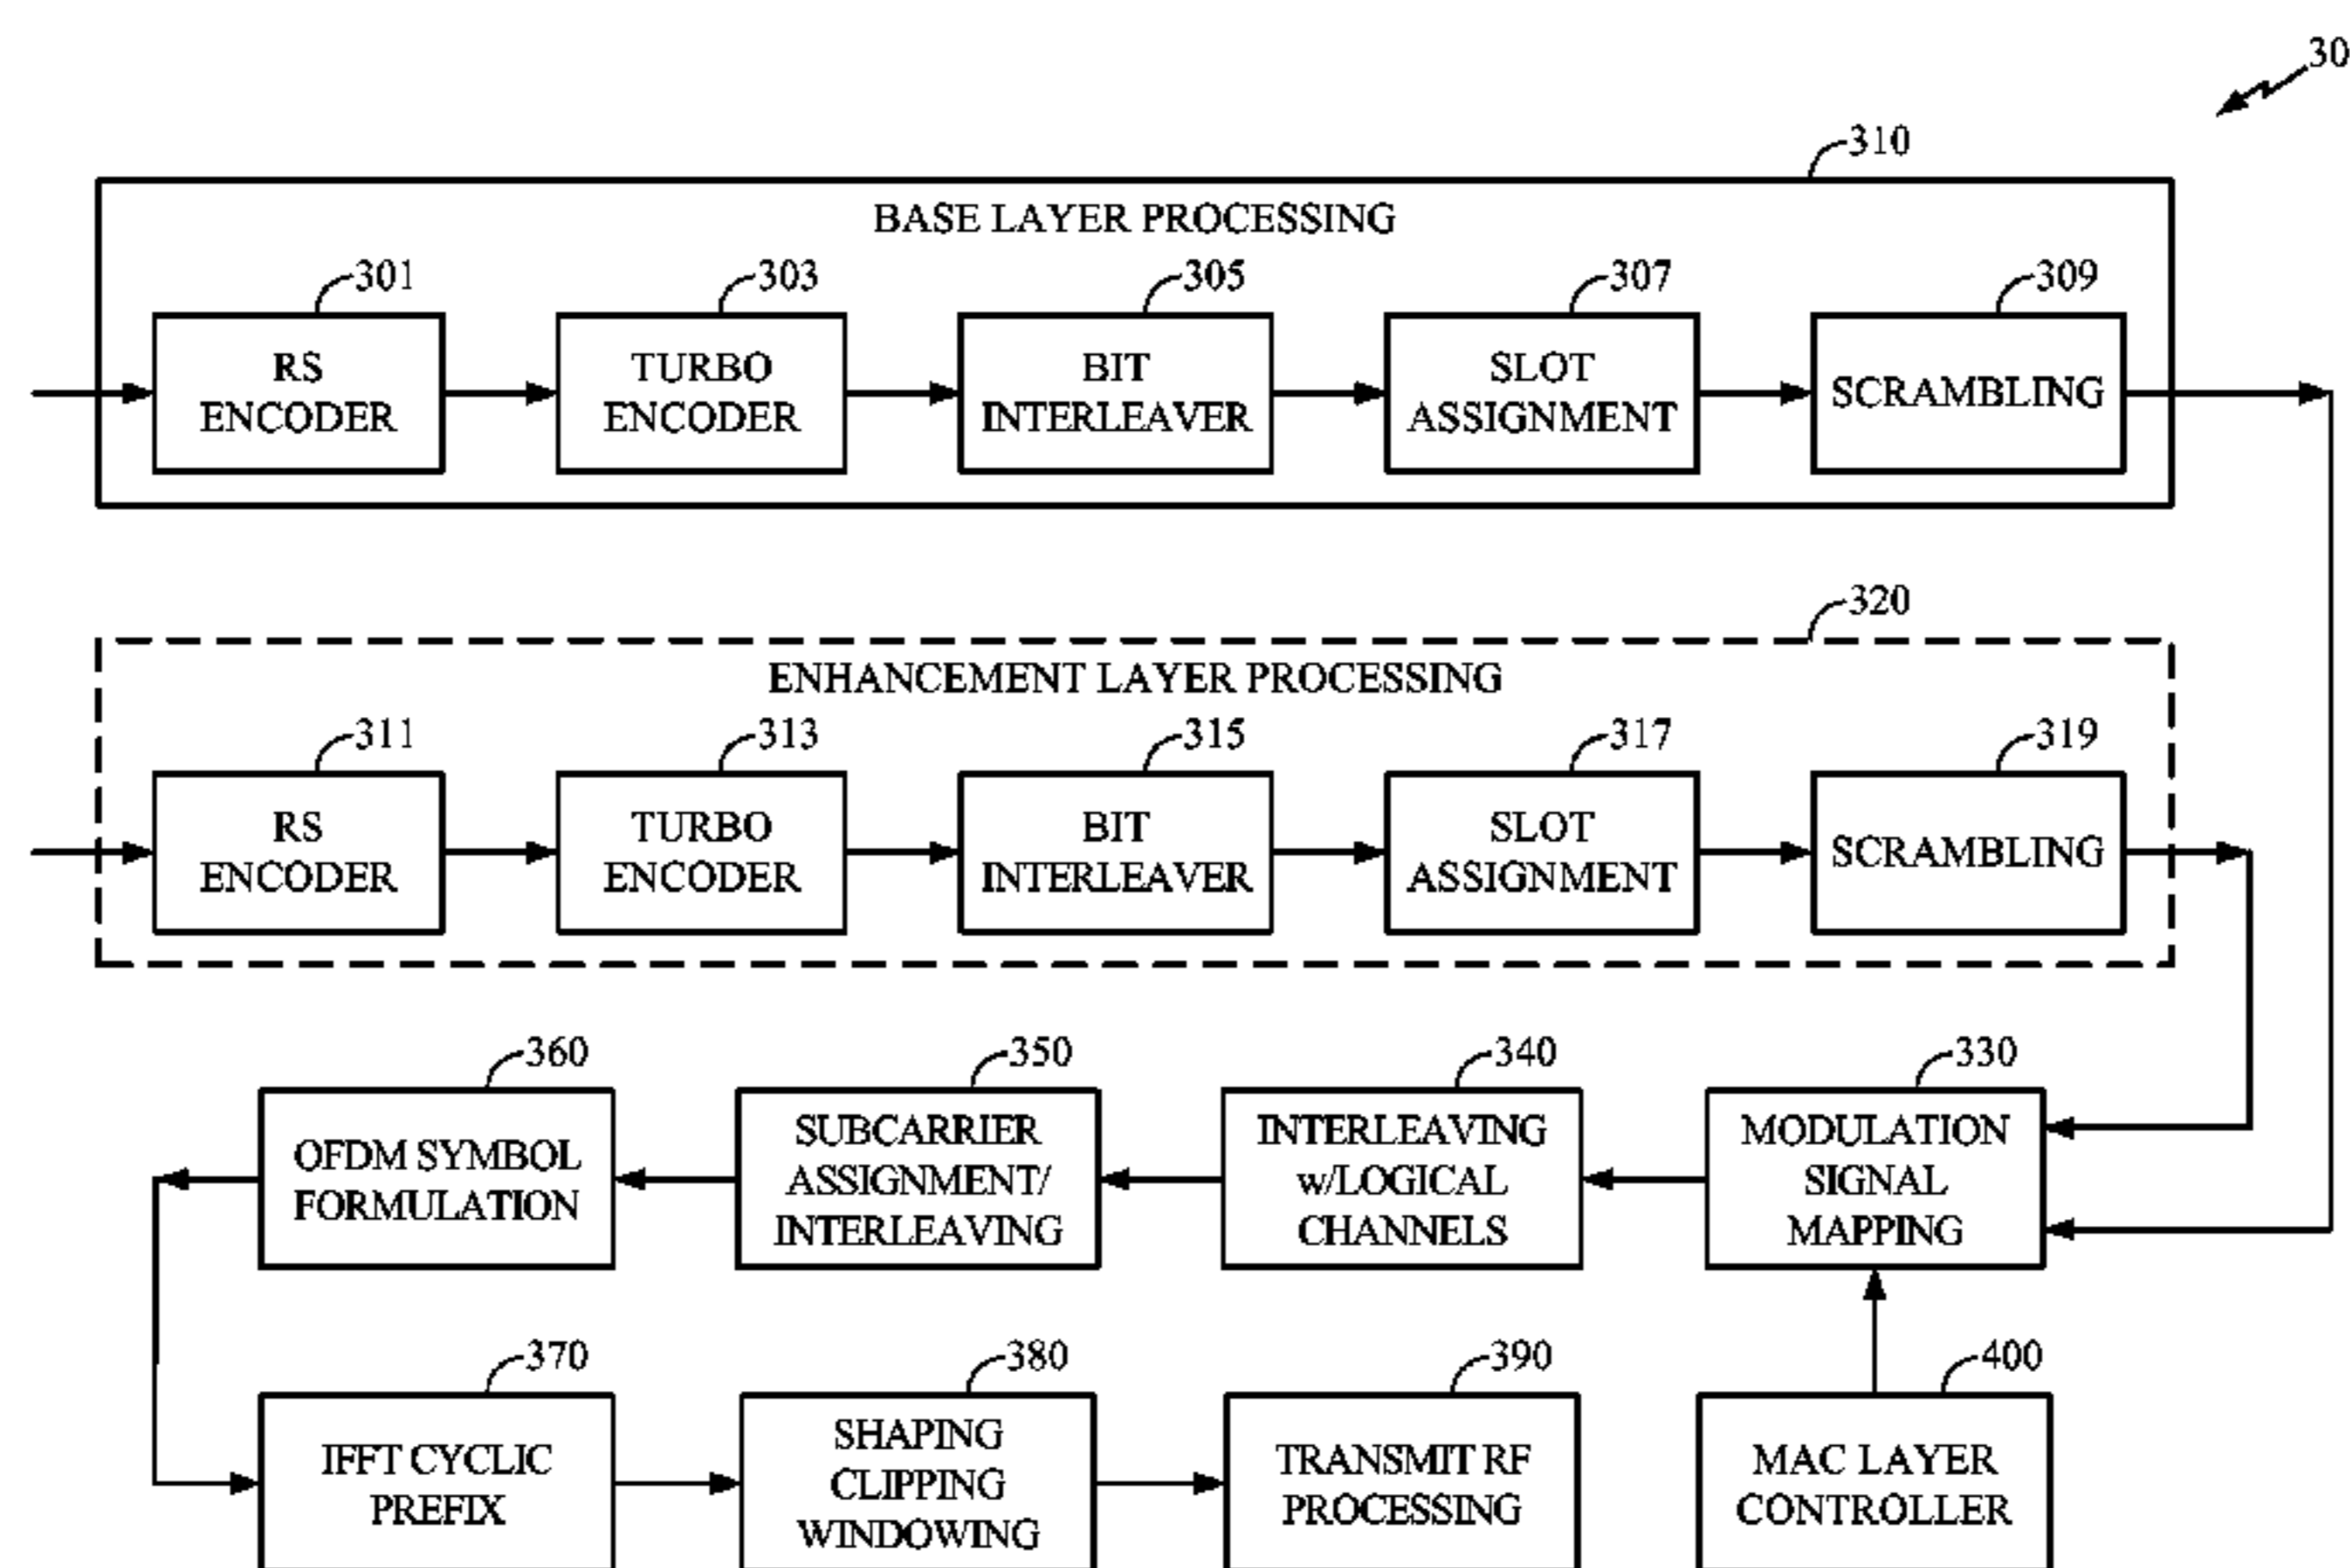 30
310
BASE LAYER PROCESSING
301
303
305
307
309
RS
ENCODER
TURBO
ENCODER
BIT
INTERLEAVER
SLOT
ASSIGNMENT
SCRAMBLING
320
ENHANCEMENT LAYER PROCESSING
311
313
315
317
319
RS
ENCODER
TURBO
ENCODER
BIT
INTERLEAVER
SLOT
ASSIGNMENT
SCRAMBLING
360
350
340
330
OFDM SYMBOL
FORMULATION
SUBCARRIER
ASSIGNMENT/
INTERLEAVING
INTERLEAVING
w/LOGICAL
CHANNELS
MODULATION
SIGNAL
MAPPING
370
380
390
400
IFFT CYCLIC
PREFIX
SHAPING
CLIPPING
WINDOWING
TRANSMIT RF
PROCESSING
MAC LAYER
CONTROLLER